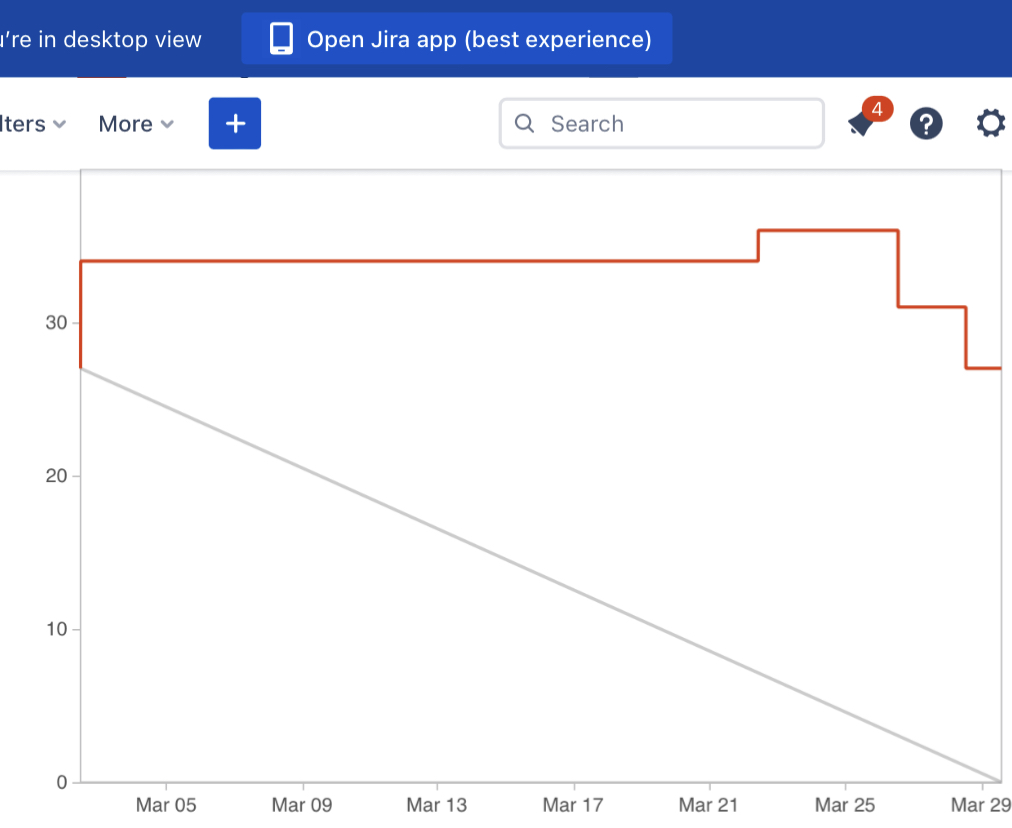 're in desktop view
Open Jira app (best experience)
lters
More
+
Search
4
?
30
20
10
0
Mar 05
Mar 09
Mar 13
Mar 17
Mar 21
Mar 25
Mar 29